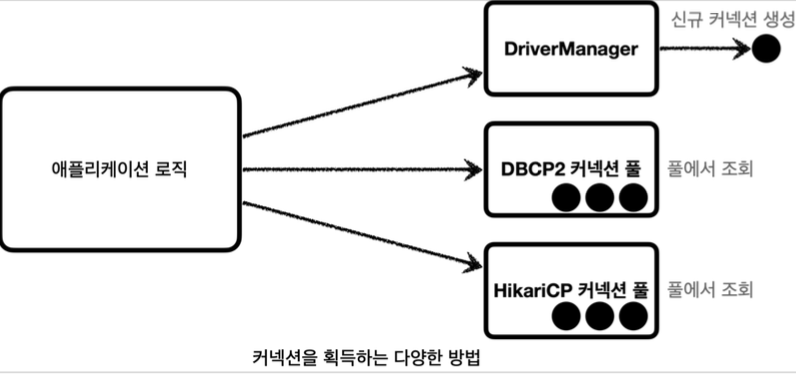 신규 커넥션 생성
DriverManager
애플리케이션 로직
DBCP2 커넥션 풀
풀에서 조회
HikariCP 커넥션 풀
풀에서 조회
커넥션을 획득하는 다양한 방법